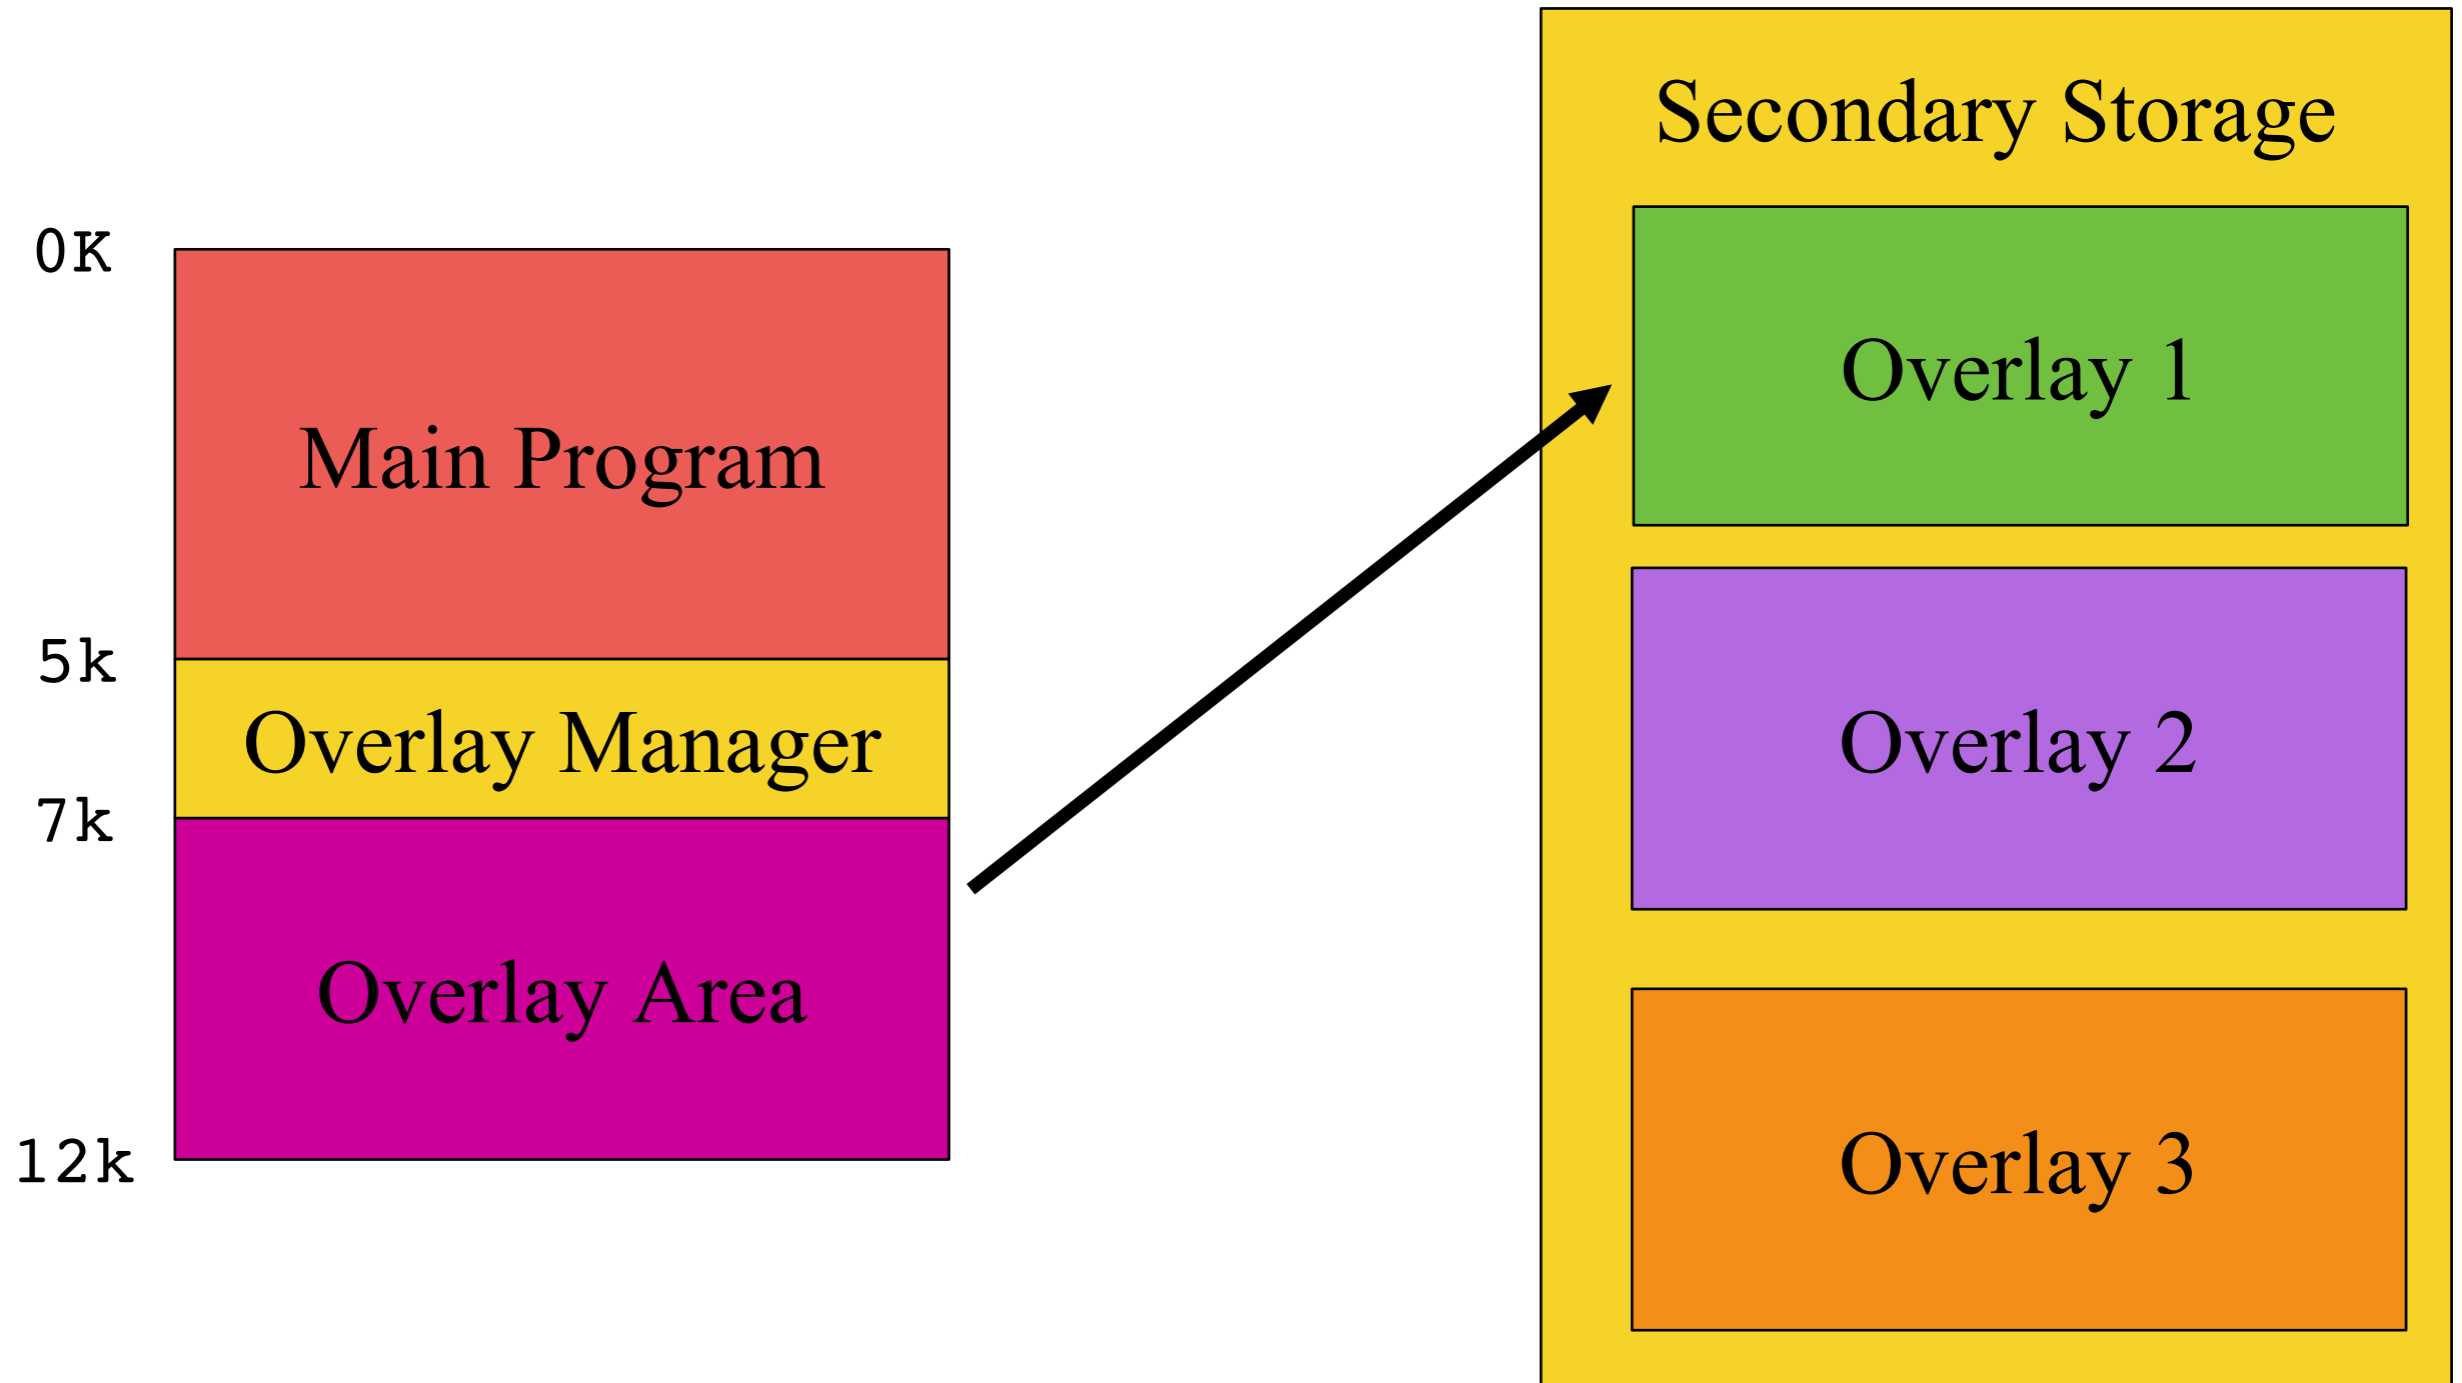 0K
Main Program
5k
Overlay Manager
7k
Overlay Area
12k
Secondary Storage
Overlay 1
Overlay 2
Overlay 3